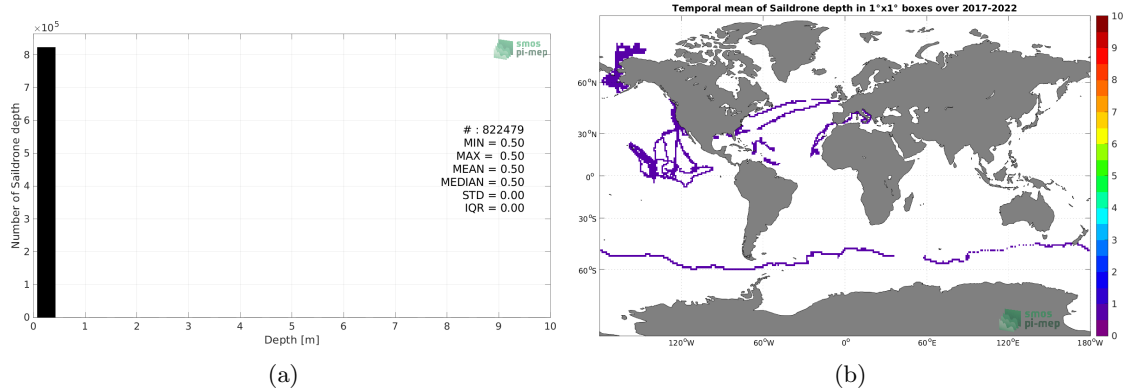 ×10⁵
8
7
6
5
4
3
2
1
0
Number of Saildrone depth
0 1 2 3 4 5 6 7 8 9 10
Depth [m]
smos
pi-mep
# : 822479
MIN = 0.50
MAX = 0.50
MEAN = 0.50
MEDIAN = 0.50
STD = 0.00
IQR = 0.00
(a)
Temporal mean of Saildrone depth in 1°x1° boxes over 2017-2022
60°N
30°N
0°
30°S
60°S
120°W 60°W 0° 60°E 120°E 180°W
smos
pi-mep
10
9
8
7
6
5
4
3
2
1
0
(b)